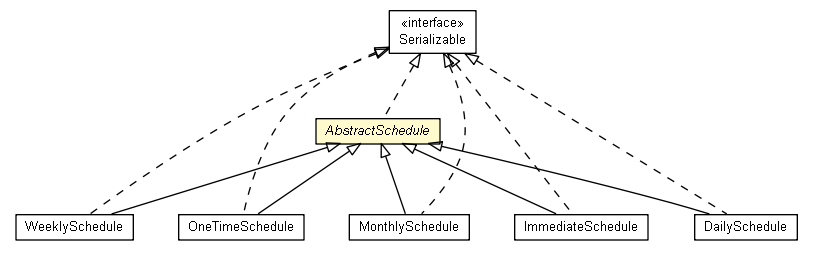 «interface»
Serializable
AbstractSchedule
WeeklySchedule
OneTimeSchedule
MonthlySchedule
ImmediateSchedule
DailySchedule